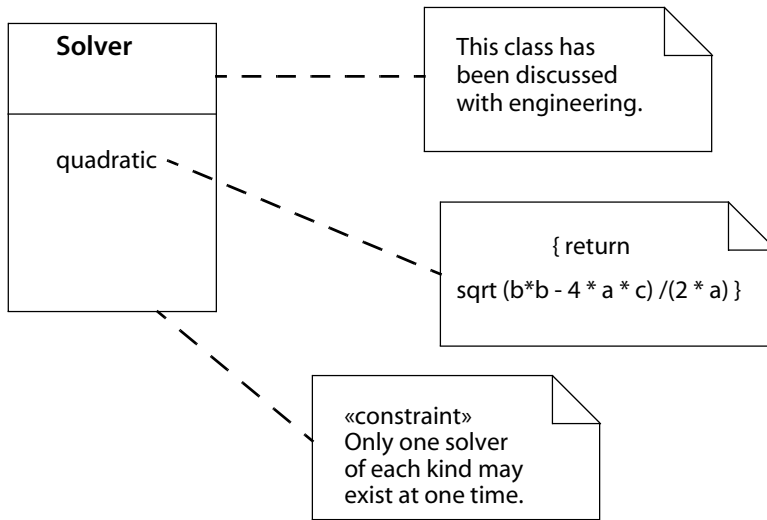 Solver
This class has
been discussed
with engineering.
quadratic
{ return
sqrt (b*b - 4 * a * c) /(2 * a) }
«constraint»
Only one solver
of each kind may
exist at one time.